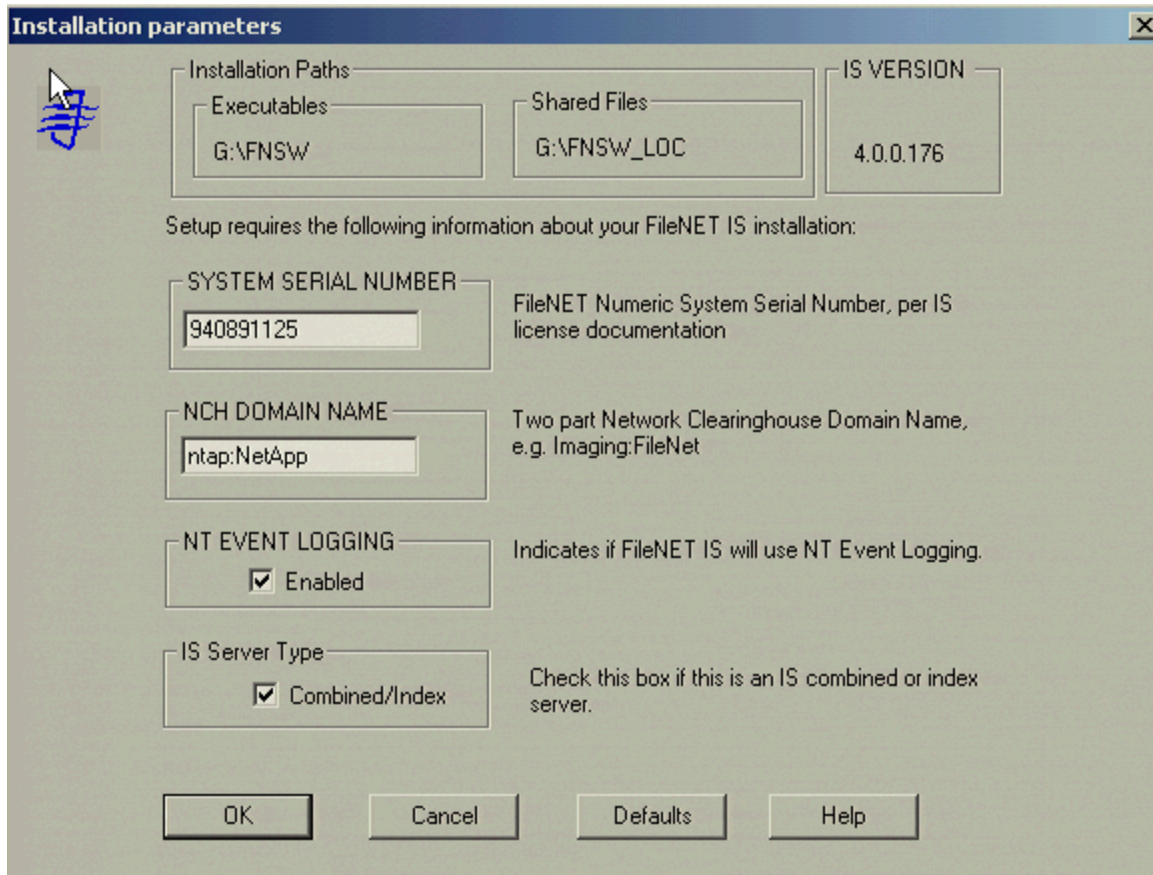 Installation parameters
Installation Paths
IS VERSION
Executables
Shared Files
G:\FNSW
G:\FNSW_LOC
4.0.0.176
Setup requires the following information about your FileNET IS installation:
SYSTEM SERIAL NUMBER
940891125
FileNET Numeric System Serial Number, per IS
license documentation
NCH DOMAIN NAME
ntap:NetApp
Two part Network Clearinghouse Domain Name,
e.g. Imaging:FileNet
NT EVENT LOGGING
Enabled
Indicates if FileNET IS will use NT Event Logging.
IS Server Type
Combined/Index
Check this box if this is an IS combined or index
server.
OK
Cancel
Defaults
Help